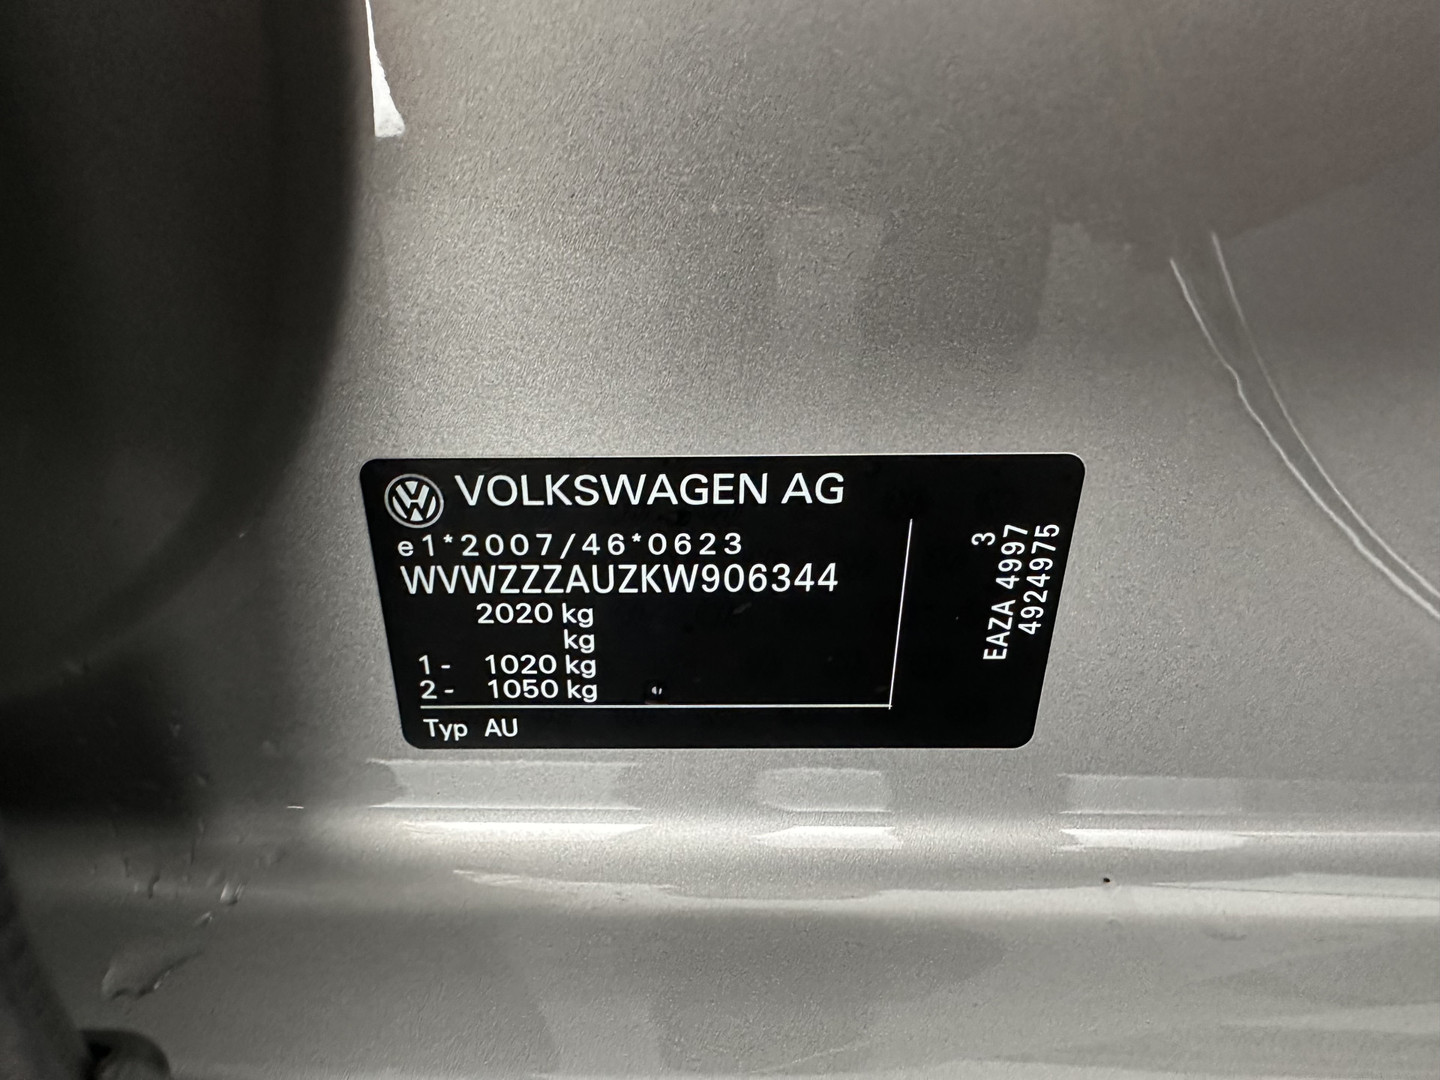 VOLKSWAGEN AG
e1*2007/46*0623
WVWZZZAUZKW906344
2020 kg
kg
1- 1020 kg
2- 1050 kg
Typ AU
3
EAZA 4997
4924975